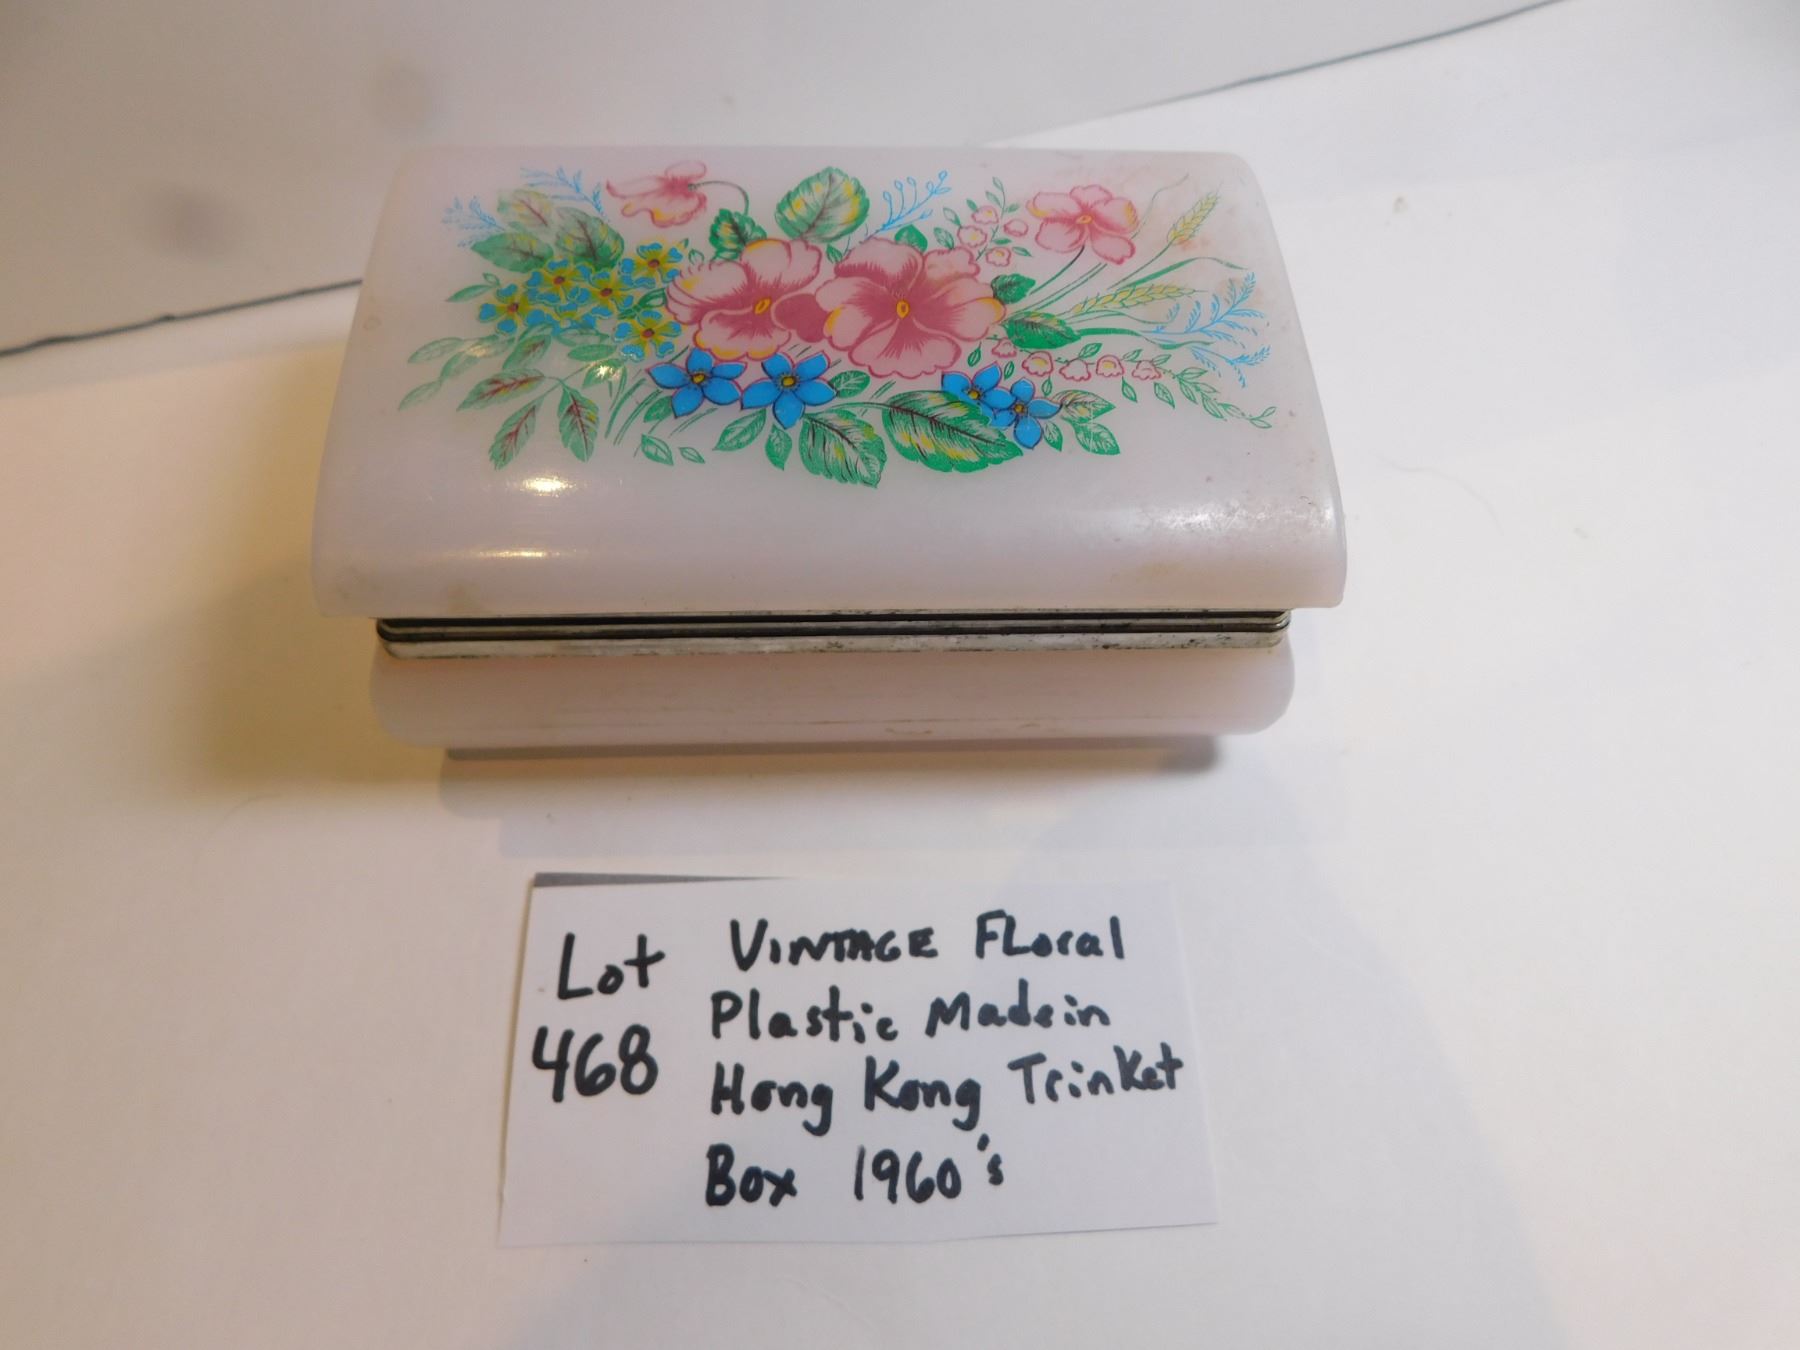 Lot
468
VINTAGE FLoral
Plastic Made in
Hong Kong Trinket
Box 1960's